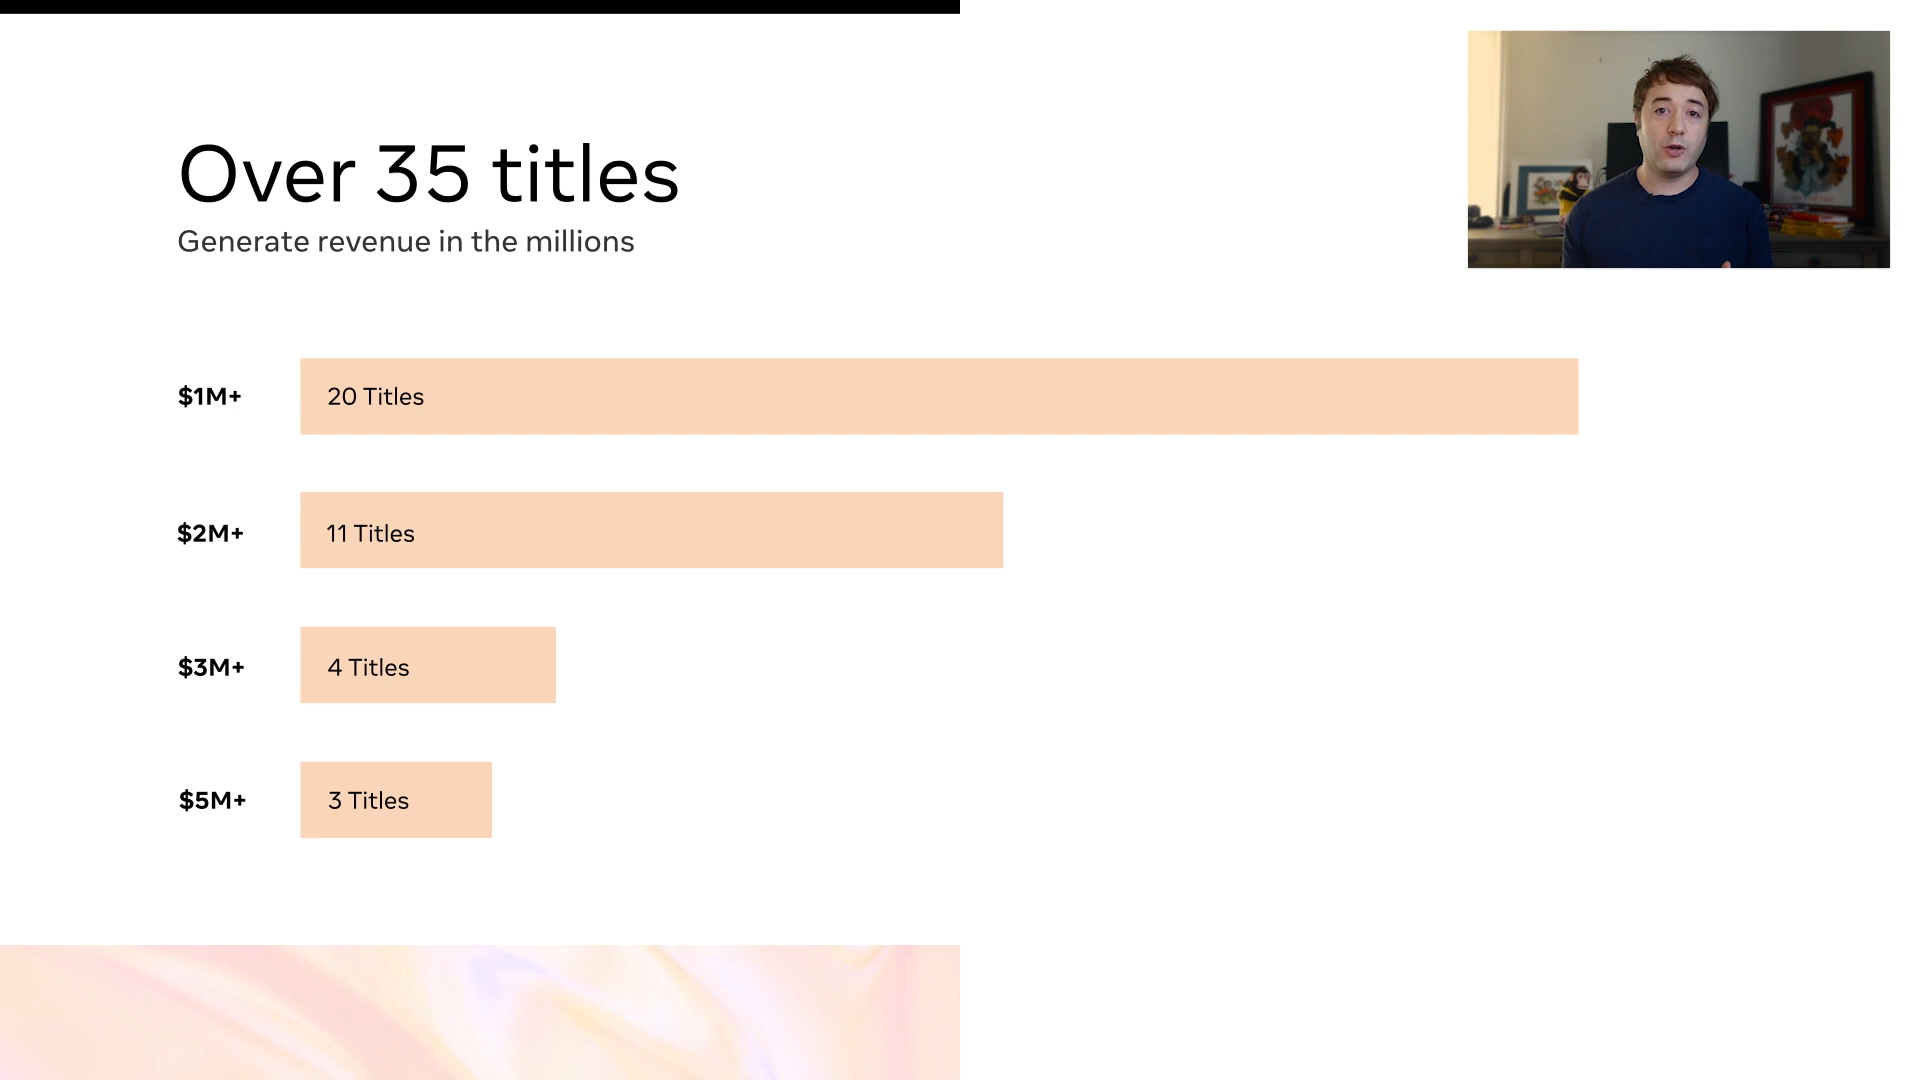 Over 35 titles
Generate revenue in the millions
$1M+ 20 Titles
$2M+ 11 Titles
$3M+ 4 Titles
$5M+ 3 Titles